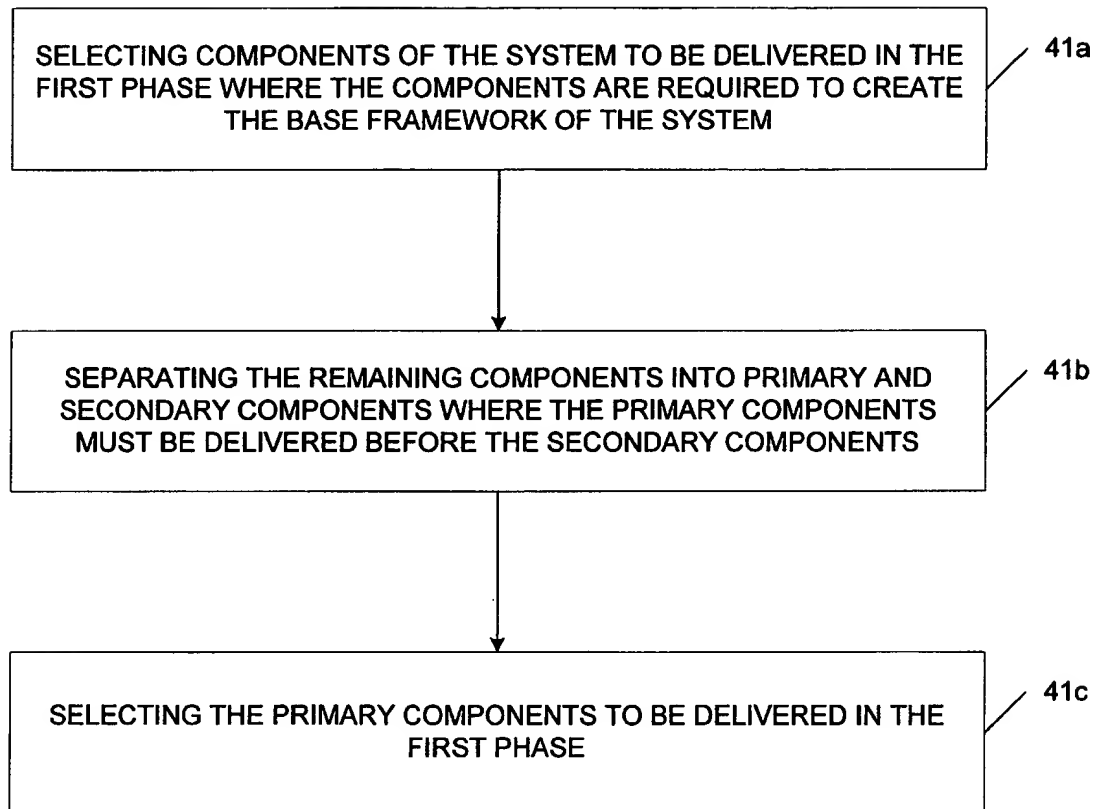 SELECTING COMPONENTS OF THE SYSTEM TO BE DELIVERED IN THE
FIRST PHASE WHERE THE COMPONENTS ARE REQUIRED TO CREATE
THE BASE FRAMEWORK OF THE SYSTEM
41a
SEPARATING THE REMAINING COMPONENTS INTO PRIMARY AND
SECONDARY COMPONENTS WHERE THE PRIMARY COMPONENTS
MUST BE DELIVERED BEFORE THE SECONDARY COMPONENTS
41b
SELECTING THE PRIMARY COMPONENTS TO BE DELIVERED IN THE
FIRST PHASE
41c